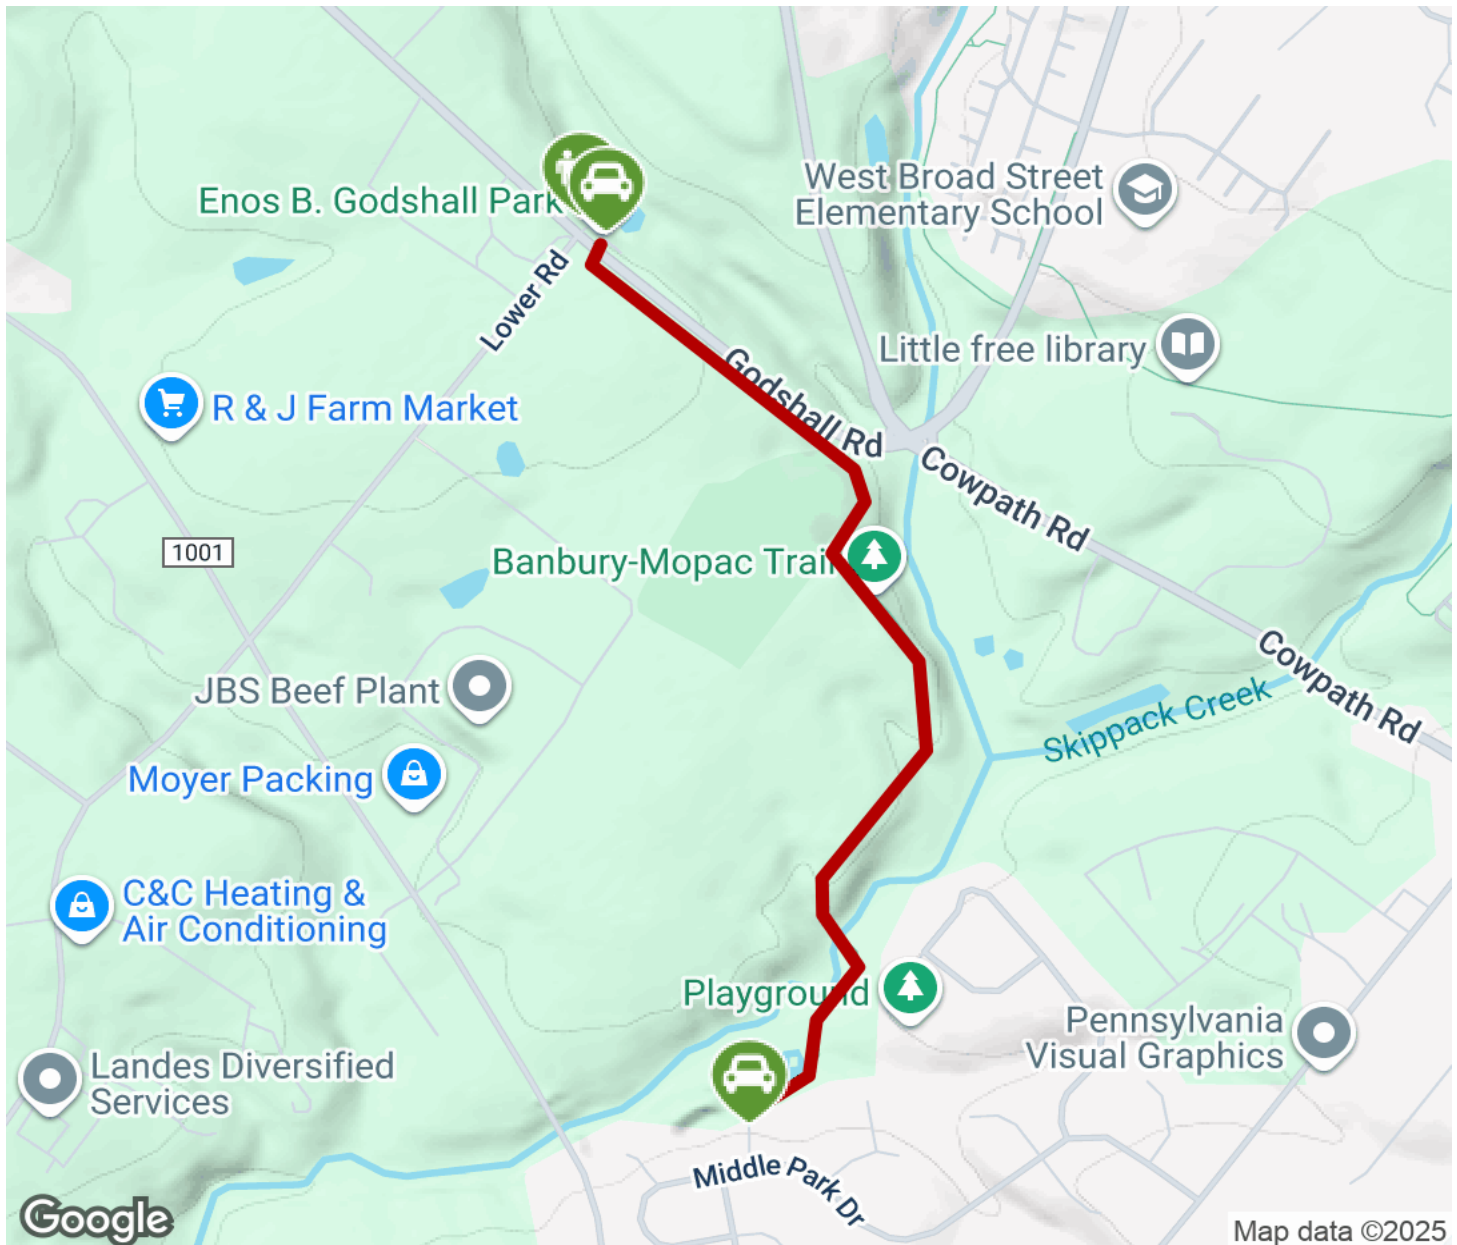 West Broad Street
Elementary School
Enos B. Godshall Park
Lower Rd
Little free library
Godshall Rd
R & J Farm Market
Cowpath Rd
1001
Banbury-Mopac Trail
Cowpath Rd
JBS Beef Plant
Skippack Creek
Moyer Packing
C&C Heating &
Air Conditioning
Playground
Pennsylvania
Visual Graphics
Landes Diversified
Services
Middle Park Dr
Google
Map data ©2025